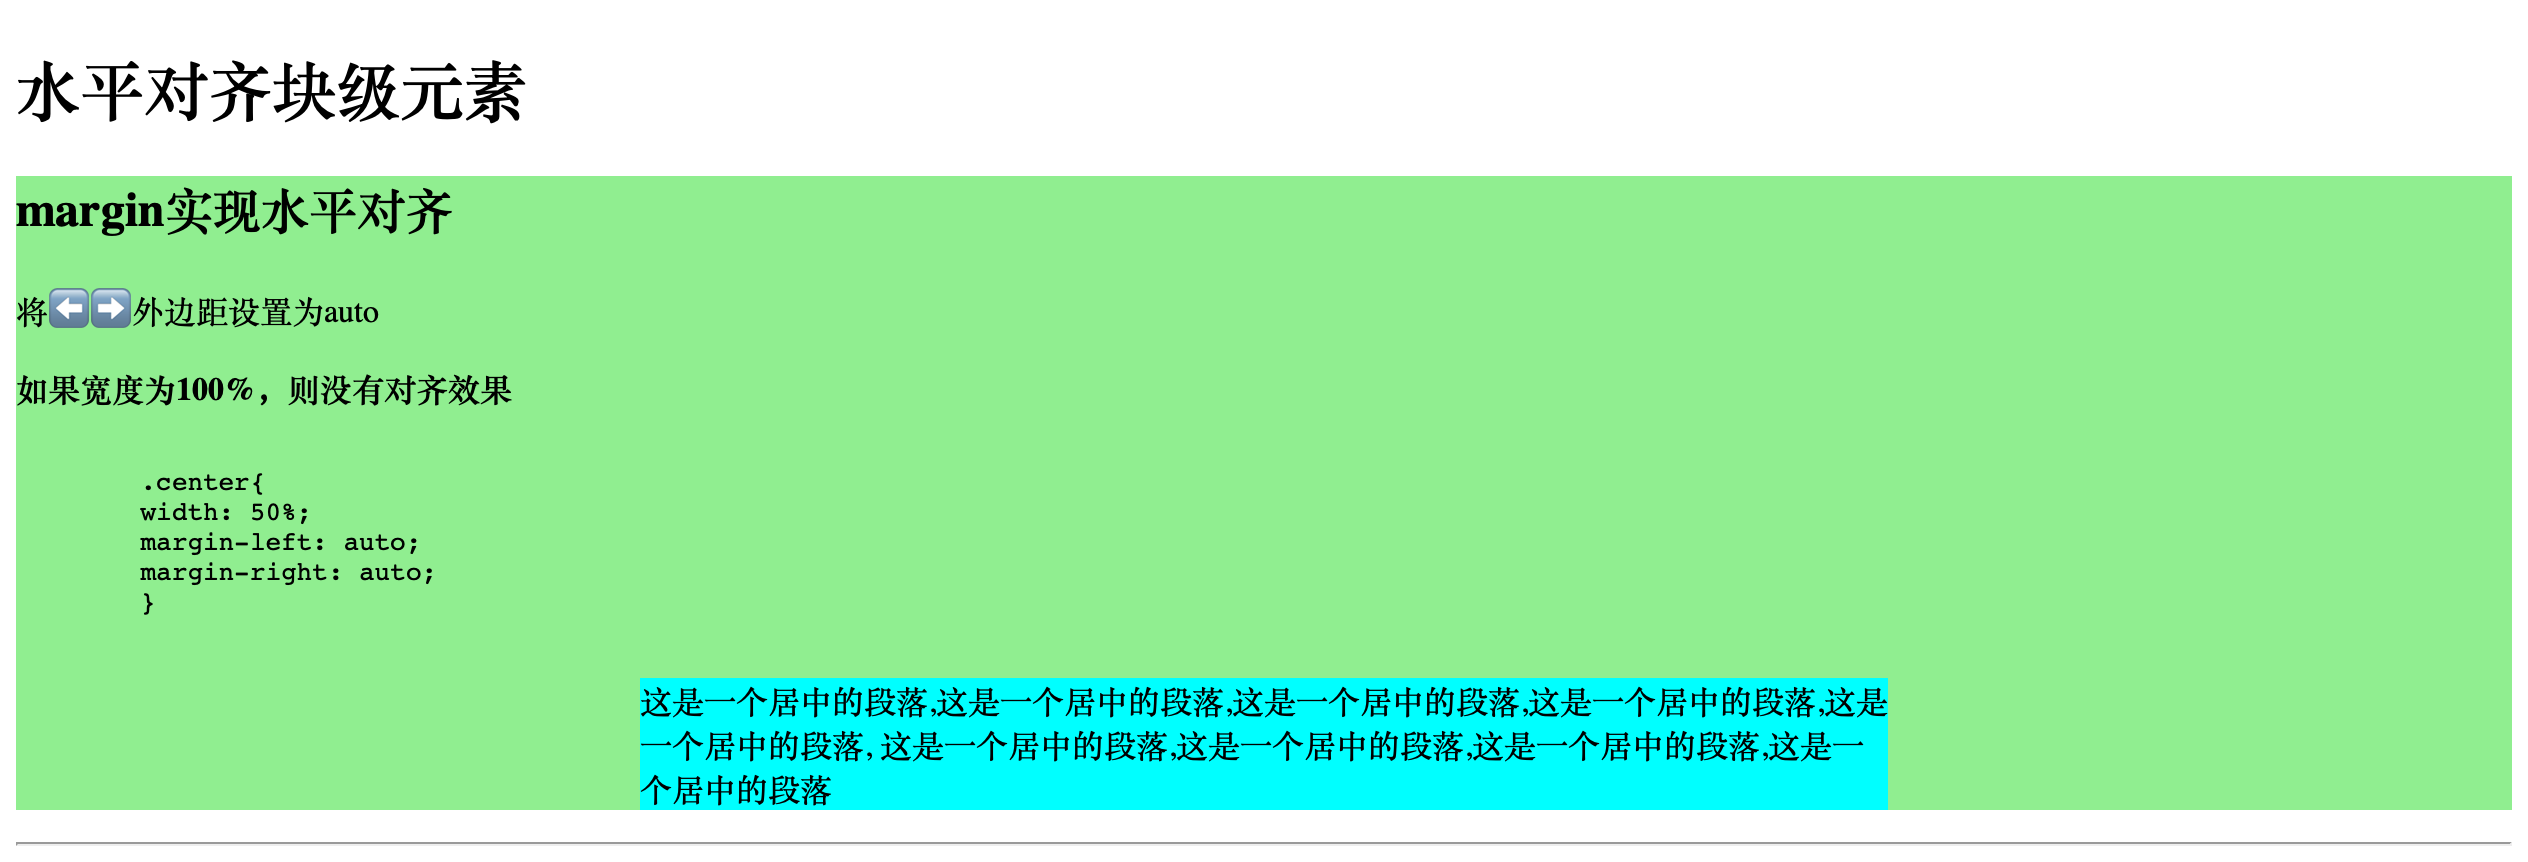 水平对齐块级元素
margin实现水平对齐
将⬅️➡️外边距设置为auto
如果宽度为100%，则没有对齐效果
.center{
width: 50%;
margin-left: auto;
margin-right: auto;
}
这是一个居中的段落,这是一个居中的段落,这是一个居中的段落,这是一个居中的段落,这是
一个居中的段落, 这是一个居中的段落,这是一个居中的段落,这是一个居中的段落,这是一
个居中的段落